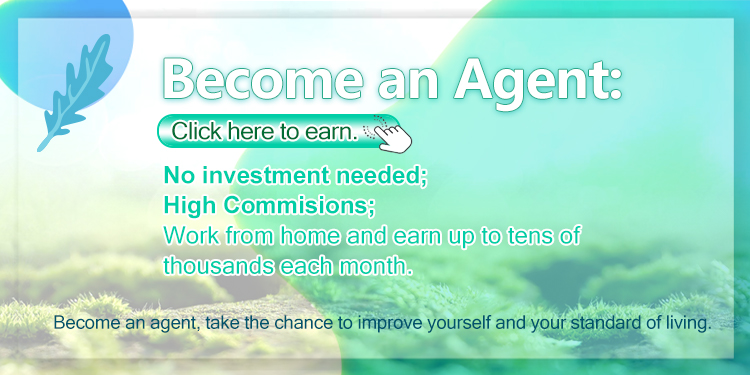 Become an Agent:
Click here to earn.
No investment needed;
High Commisions;
Work from home and earn up to tens of
thousands each month.
Become an agent, take the chance to improve yourself and your standard of living.